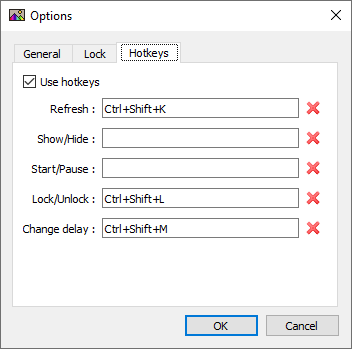 Options
General Lock Hotkeys
Use hotkeys
Refresh : Ctrl+Shift+K
Show/Hide :
Start/Pause :
Lock/Unlock : Ctrl+Shift+L
Change delay : Ctrl+Shift+M
OK Cancel